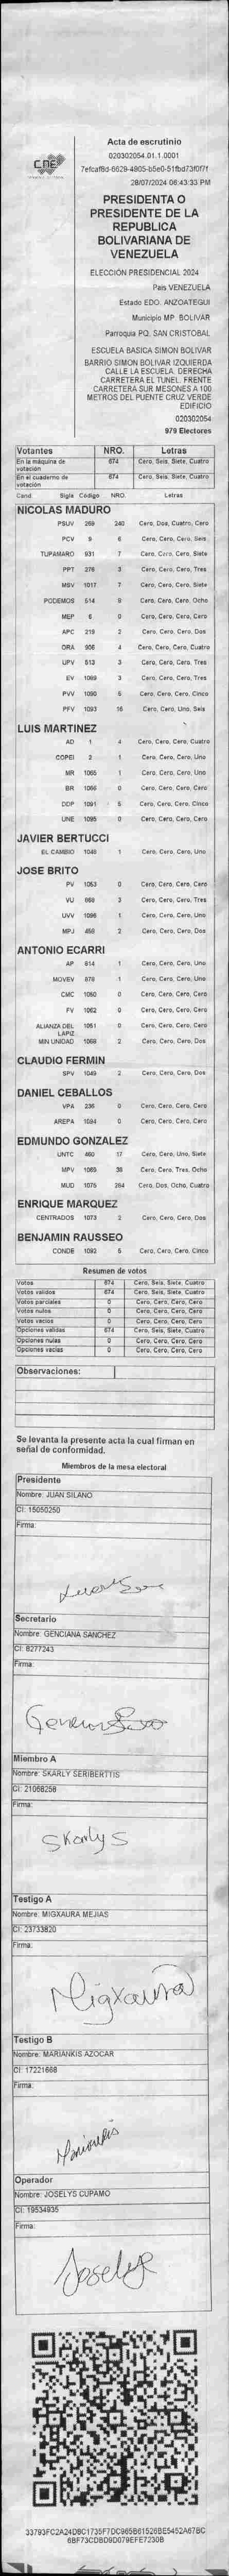 CNE
Acta de escrutinio
020302054.01.1.0001
28/07/2024 06:43:33 PM
PRESIDENTA O
PRESIDENTE DE LA
REPUBLICA
BOLIVARIANA DE
VENEZUELA
ELECCIÓN PRESIDENCIAL 2024
País VENEZUELA
Estado EDO. ANZOATEGUI
Municipio MP. BOLIVAR
Parroquia PQ. SAN CRISTOBAL
ESCUELA BASICA SIMON BOLIVAR
BARRIO SIMON BOLIVAR IZQUIERDA
CALLE LA ESCUELA. DERECHA
CARRETERA EL TUNEL. FRENTE
CARRETERA SUR MESONES A 100
METROS DEL PUENTE CRUZ VERDE
EDIFICIO
020302054
979 Electores
Votantes NRO. Letras
En la máquina de votación 674 Cero, Seis, Siete, Cuatro
En el cuaderno de votación 674 Cero, Seis, Siete, Cuatro
Cand Sigla Código NRO. Letras
NICOLAS MADURO
PSUV 269 240 Cero, Dos, Cuatro, Cero
PCV 9 6 Cero, Cero, Cero, Seis
TUPAMARO 931 7 Cero, Cero, Cero, Siete
PPT 276 3 Cero, Cero, Cero, Tres
MSV 1017 7 Cero, Cero, Cero, Siete
PODEMOS 514 8 Cero, Cero, Cero, Ocho
MEP 6 0 Cero, Cero, Cero, Cero
APC 219 2 Cero, Cero, Cero, Dos
ORA 906 4 Cero, Cero, Cero, Cuatro
UPV 513 3 Cero, Cero, Cero, Tres
EV 1089 3 Cero, Cero, Cero, Tres
PVV 1090 5 Cero, Cero, Cero, Cinco
PFV 1093 16 Cero, Cero, Uno, Seis
LUIS MARTINEZ
AD 1 4 Cero, Cero, Cero, Cuatro
COPEI 2 1 Cero, Cero, Cero, Uno
MR 1065 1 Cero, Cero, Cero, Uno
BR 1066 0 Cero, Cero, Cero, Cero
DDP 1091 5 Cero, Cero, Cero, Cinco
UNE 1095 0 Cero, Cero, Cero, Cero
JAVIER BERTUCCI
EL CAMBIO 1048 1 Cero, Cero, Cero, Uno
JOSE BRITO
PV 1053 0 Cero, Cero, Cero, Cero
VU 668 3 Cero, Cero, Cero, Tres
UVV 1096 1 Cero, Cero, Cero, Uno
MPJ 459 2 Cero, Cero, Cero, Dos
ANTONIO ECARRI
AP 814 1 Cero, Cero, Cero, Uno
MOVEV 878 1 Cero, Cero, Cero, Uno
CMC 1050 0 Cero, Cero, Cero, Cero
FV 1062 0 Cero, Cero, Cero, Cero
ALIANZA DEL LAPIZ 1051 0 Cero, Cero, Cero, Cero
MIN UNIDAD 1068 2 Cero, Cero, Cero, Dos
CLAUDIO FERMIN
SPV 1049 2 Cero, Cero, Cero, Dos
DANIEL CEBALLOS
VPA 236 0 Cero, Cero, Cero, Cero
AREPA 1094 0 Cero, Cero, Cero, Cero
EDMUNDO GONZALEZ
UNTC 460 17 Cero, Cero, Uno, Siete
MPV 1069 38 Cero, Cero, Tres, Ocho
MUD 1075 284 Cero, Dos, Ocho, Cuatro
ENRIQUE MARQUEZ
CENTRADOS 1073 2 Cero, Cero, Cero, Dos
BENJAMIN RAUSSEO
CONDE 1092 5 Cero, Cero, Cero, Cinco
Resumen de votos
Votos 674 Cero, Seis, Siete, Cuatro
Votos validos 674 Cero, Seis, Siete, Cuatro
Votos parciales 0 Cero, Cero, Cero, Cero
Votos nulos 0 Cero, Cero, Cero, Cero
Votos vacios 0 Cero, Cero, Cero, Cero
Opciones validas 674 Cero, Seis, Siete, Cuatro
Opciones nulas 0 Cero, Cero, Cero, Cero
Opciones vacias 0 Cero, Cero, Cero, Cero
Observaciones:
Se levanta la presente acta la cual firman en
señal de conformidad.
Miembros de la mesa electoral
Presidente
Nombre: JUAN SILANO
CI: 15050250
Firma:
Secretario
Nombre: GENCIANA SANCHEZ
CI: 8277243
Firma:
Miembro A
Nombre: SKARLY SERIBERTTIS
CI: 21068258
Firma:
Skarly S
Testigo A
Nombre: MIGXAURA MEJIAS
CI: 23733820
Firma:
Migxaura
Testigo B
Nombre: MARIANKIS AZOCAR
CI: 17221668
Firma:
Mariankis
Operador
Nombre: JOSELYS CUPAMO
CI: 19534935
Firma:
Joselys